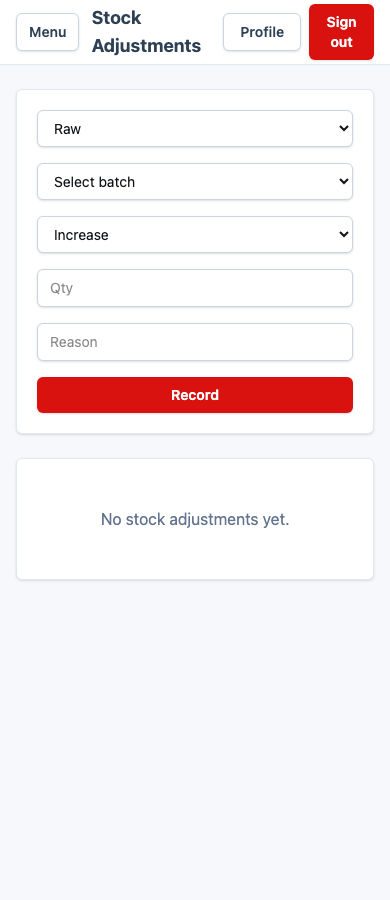 Menu
Stock
Adjustments
Profile
Sign
out
Raw
Select batch
Increase
Qty
Reason
Record
No stock adjustments yet.